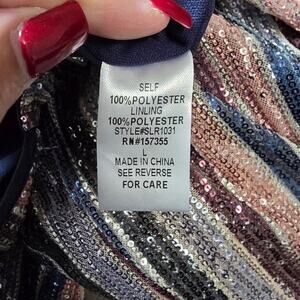 SELF
100%POLYESTER
LINLING
100%POLYESTER
STYLE#SLR1031
RN#157355
L
MADE IN CHINA
SEE REVERSE
FOR CARE